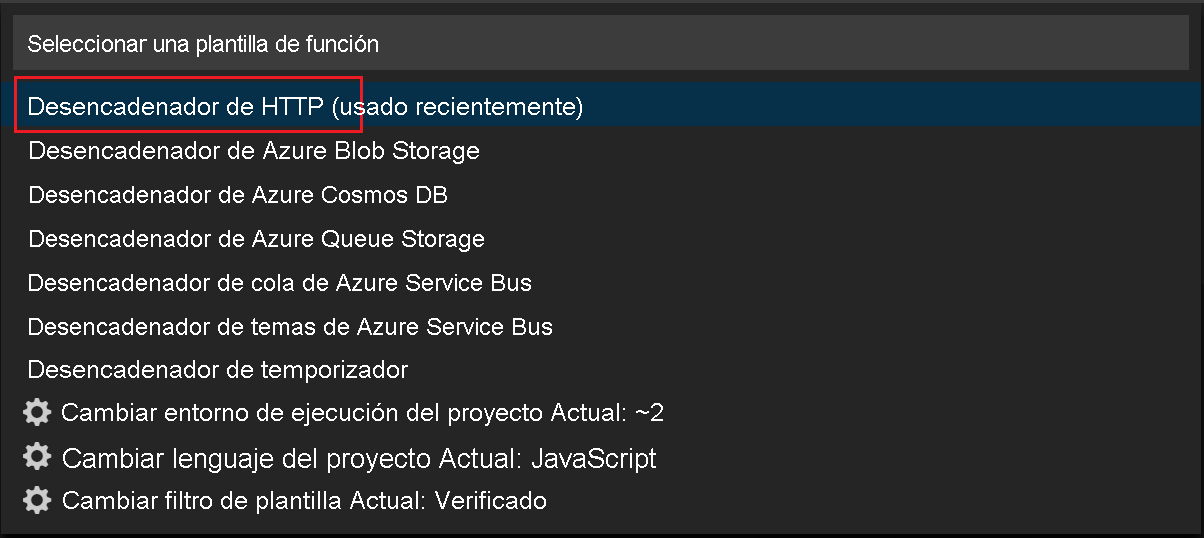 Seleccionar una plantilla de función
Desencadenador de HTTP (usado recientemente)
Desencadenador de Azure Blob Storage
Desencadenador de Azure Cosmos DB
Desencadenador de Azure Queue Storage
Desencadenador de cola de Azure Service Bus
Desencadenador de temas de Azure Service Bus
Desencadenador de temporizador
Cambiar entorno de ejecución del proyecto Actual: ~2
Cambiar lenguaje del proyecto Actual: JavaScript
Cambiar filtro de plantilla Actual: Verificado